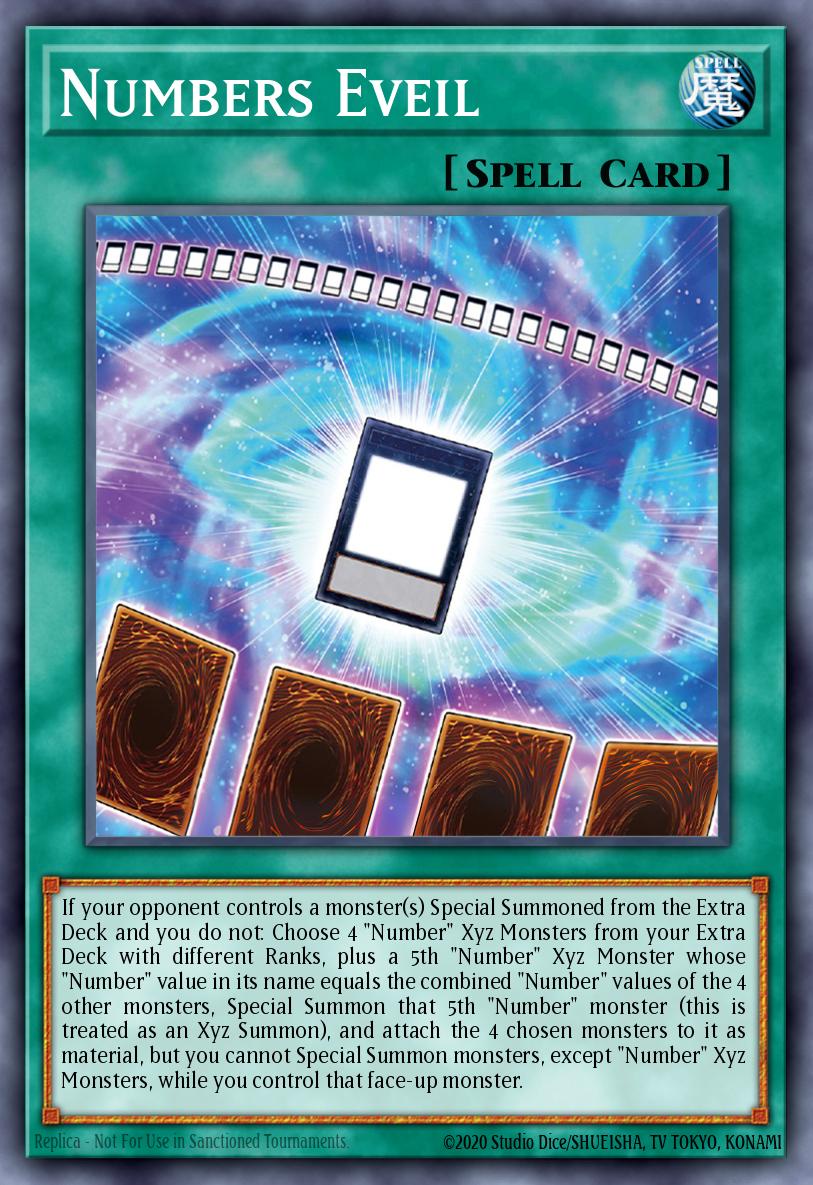 Numbers Eveil
SPELL
魔
[ Spell Card ]
If your opponent controls a monster(s) Special Summoned from the Extra
Deck and you do not: Choose 4 "Number" Xyz Monsters from your Extra
Deck with different Ranks, plus a 5th "Number" Xyz Monster whose
"Number" value in its name equals the combined "Number" values of the 4
other monsters, Special Summon that 5th "Number" monster (this is
treated as an Xyz Summon), and attach the 4 chosen monsters to it as
material, but you cannot Special Summon monsters, except "Number" Xyz
Monsters, while you control that face-up monster.
Replica - Not For Use in Sanctioned Tournaments.
©2020 Studio Dice/SHUEISHA, TV TOKYO, KONAMI